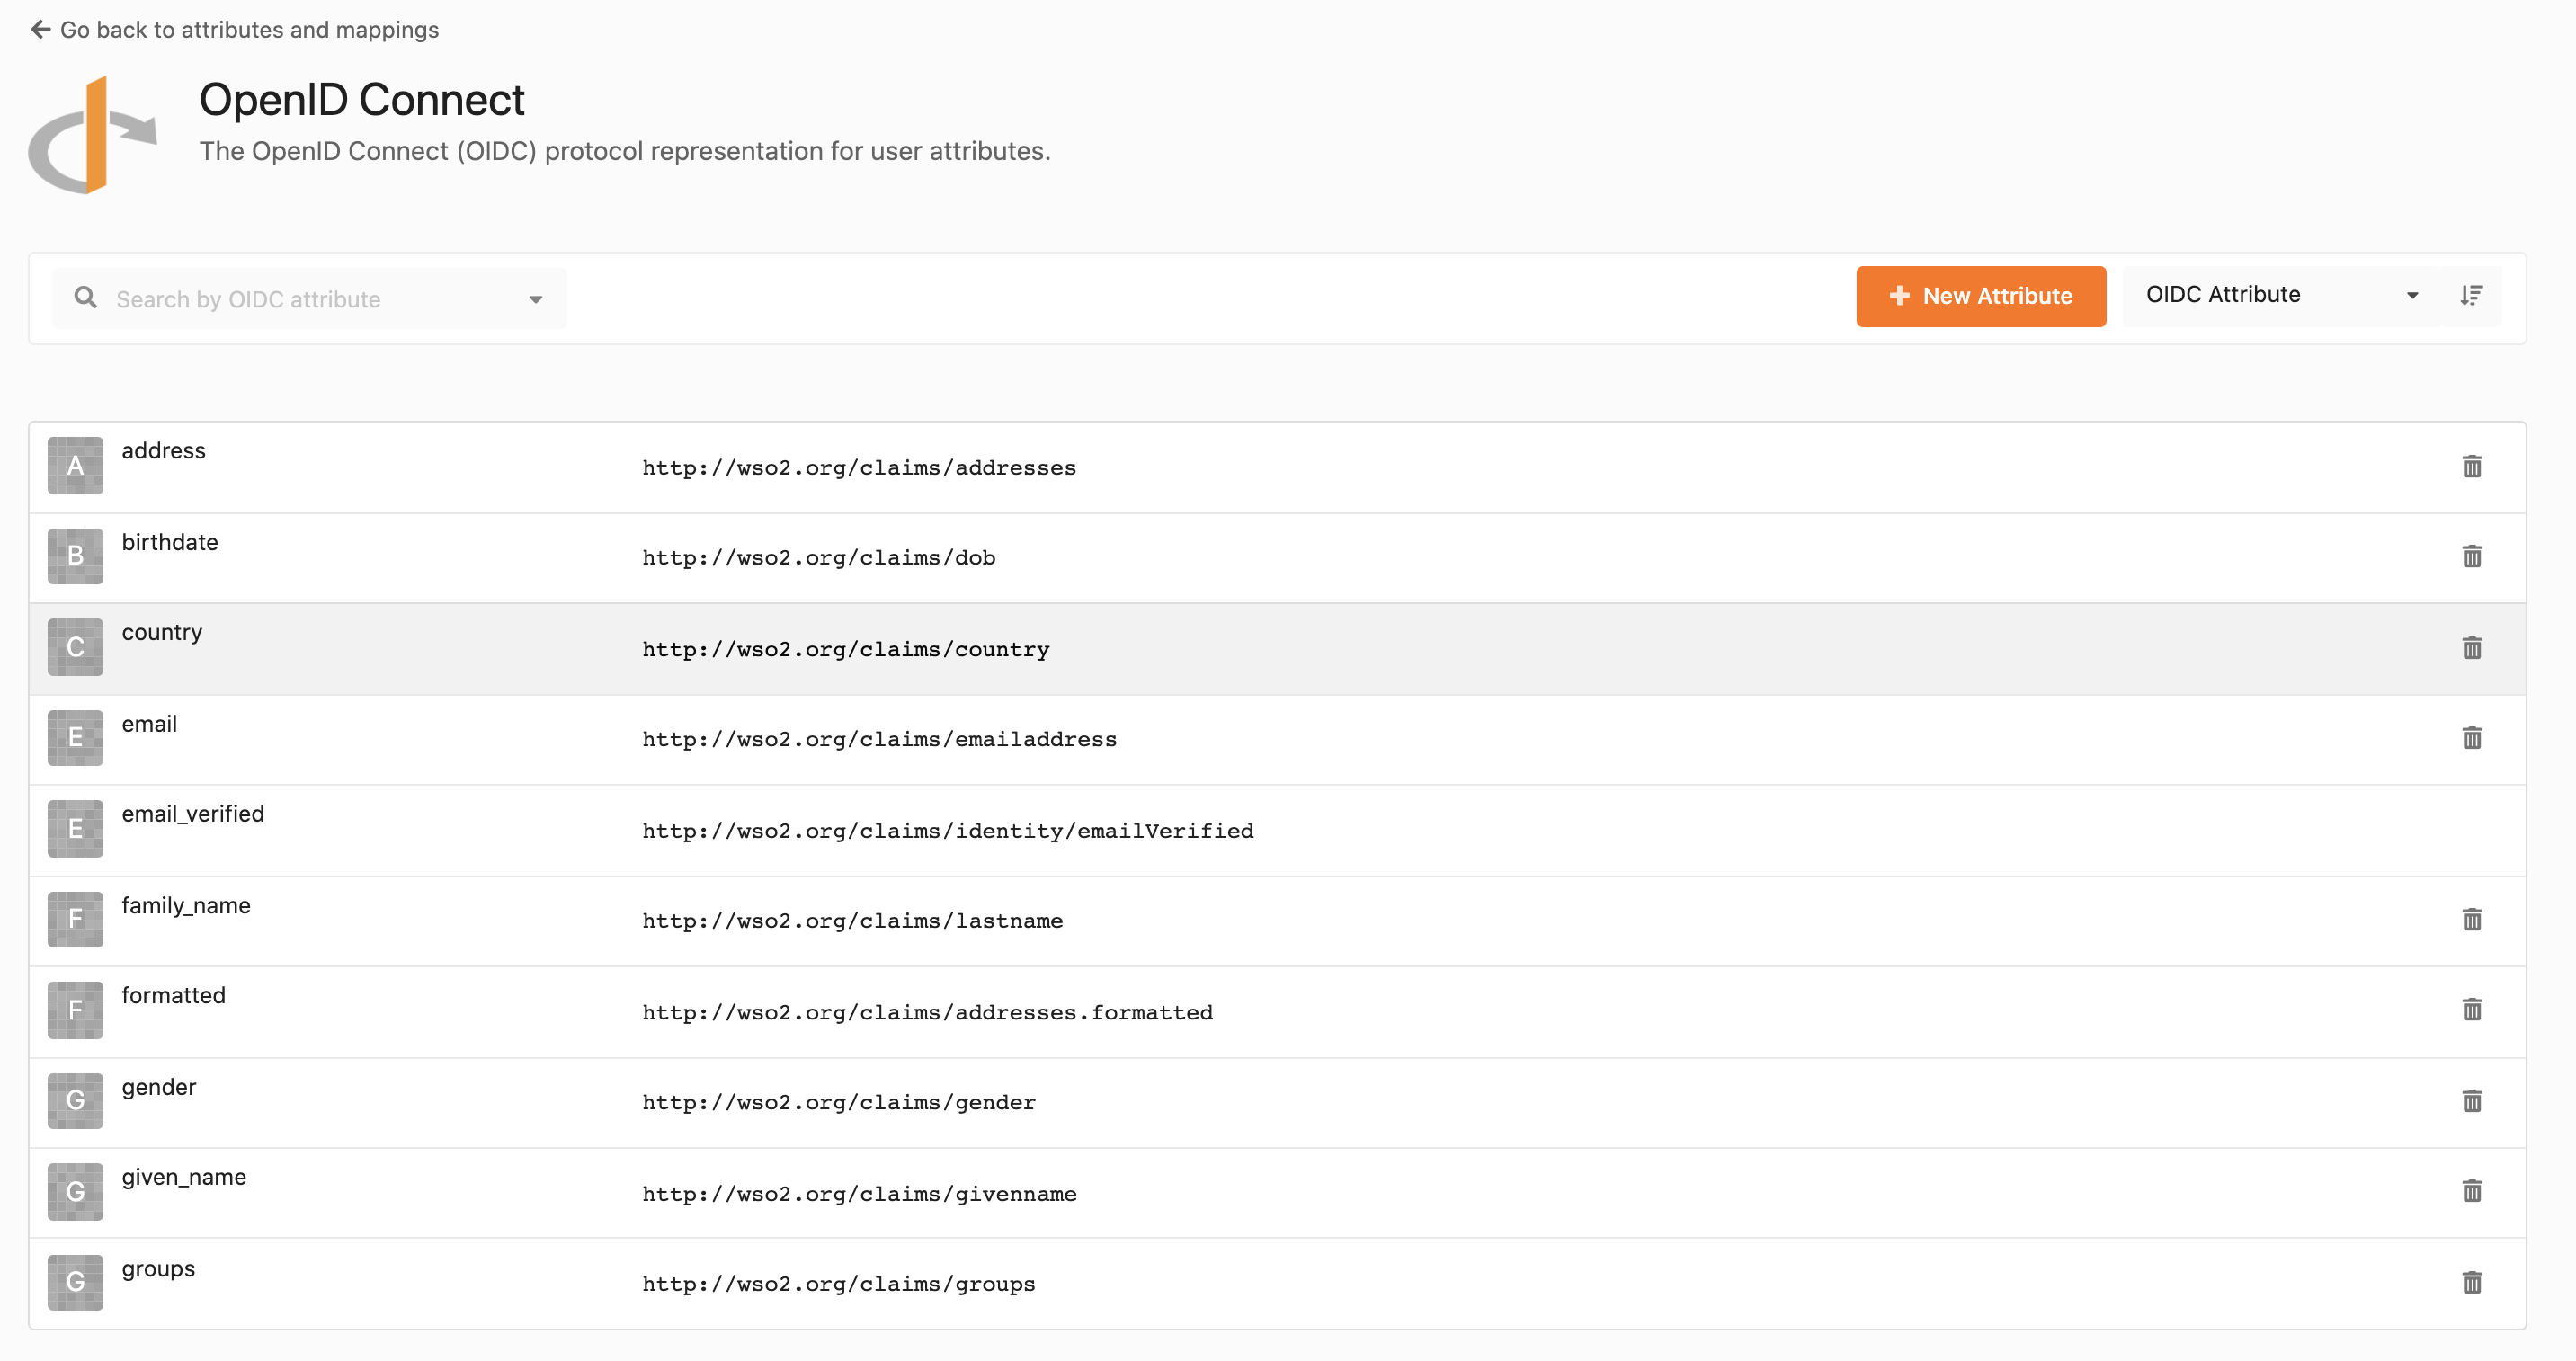 Go back to attributes and mappings
OpenID Connect
The OpenID Connect (OIDC) protocol representation for user attributes.
Search by OIDC attribute
New Attribute
OIDC Attribute
A address http://wso2.org/claims/addresses
B birthdate http://wso2.org/claims/dob
C country http://wso2.org/claims/country
E email http://wso2.org/claims/emailaddress
E email_verified http://wso2.org/claims/identity/emailVerified
F family_name http://wso2.org/claims/lastname
F formatted http://wso2.org/claims/addresses.formatted
G gender http://wso2.org/claims/gender
G given_name http://wso2.org/claims/givenname
G groups http://wso2.org/claims/groups